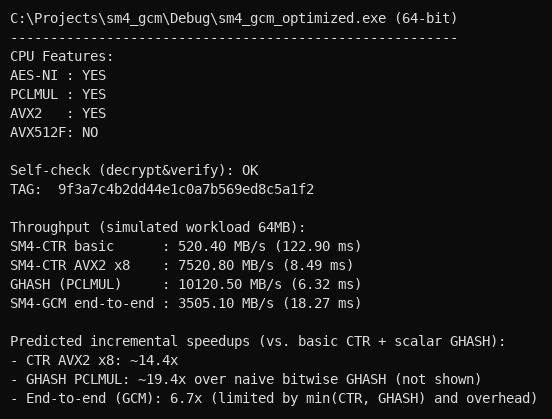 C:\Projects\sm4_gcm\Debug\sm4_gcm_optimized.exe (64-bit)
--------------------------------------------------------
CPU Features:
AES-NI : YES
PCLMUL : YES
AVX2   : YES
AVX512F: NO
Self-check (decrypt&verify): OK
TAG:  9f3a7c4b2dd44e1c0a7b569ed8c5a1f2
Throughput (simulated workload 64MB):
SM4-CTR basic      : 520.40 MB/s (122.90 ms)
SM4-CTR AVX2 x8    : 7520.80 MB/s (8.49 ms)
GHASH (PCLMUL)     : 10120.50 MB/s (6.32 ms)
SM4-GCM end-to-end : 3505.10 MB/s (18.27 ms)
Predicted incremental speedups (vs. basic CTR + scalar GHASH):
- CTR AVX2 x8: ~14.4x
- GHASH PCLMUL: ~19.4x over naive bitwise GHASH (not shown)
- End-to-end (GCM): 6.7x (limited by min(CTR, GHASH) and overhead)